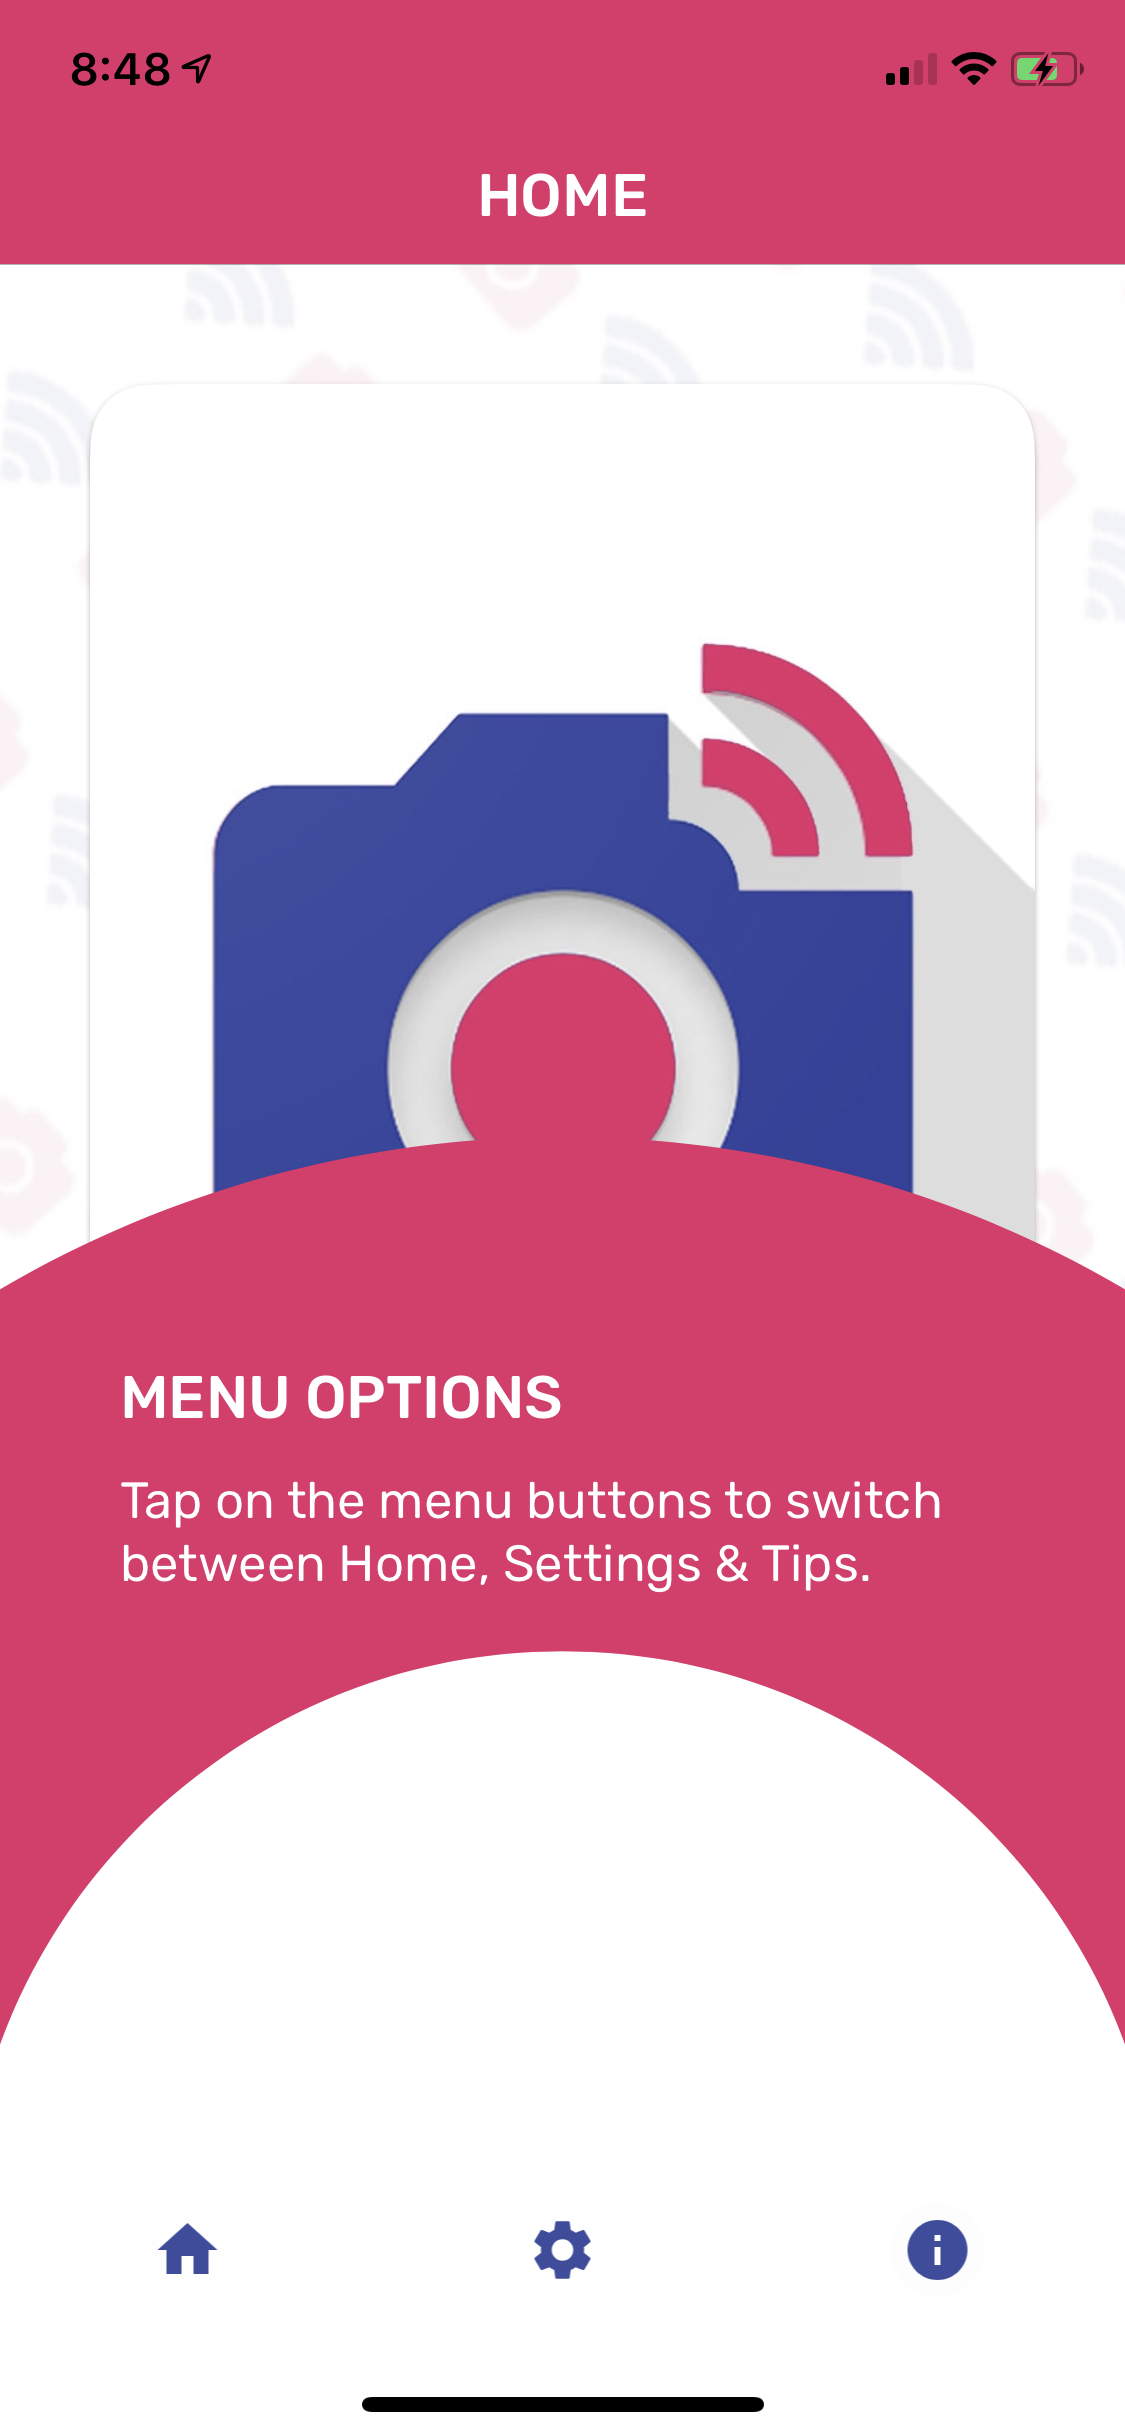 8:48
HOME
MENU OPTIONS
Tap on the menu buttons to switch
between Home, Settings & Tips.